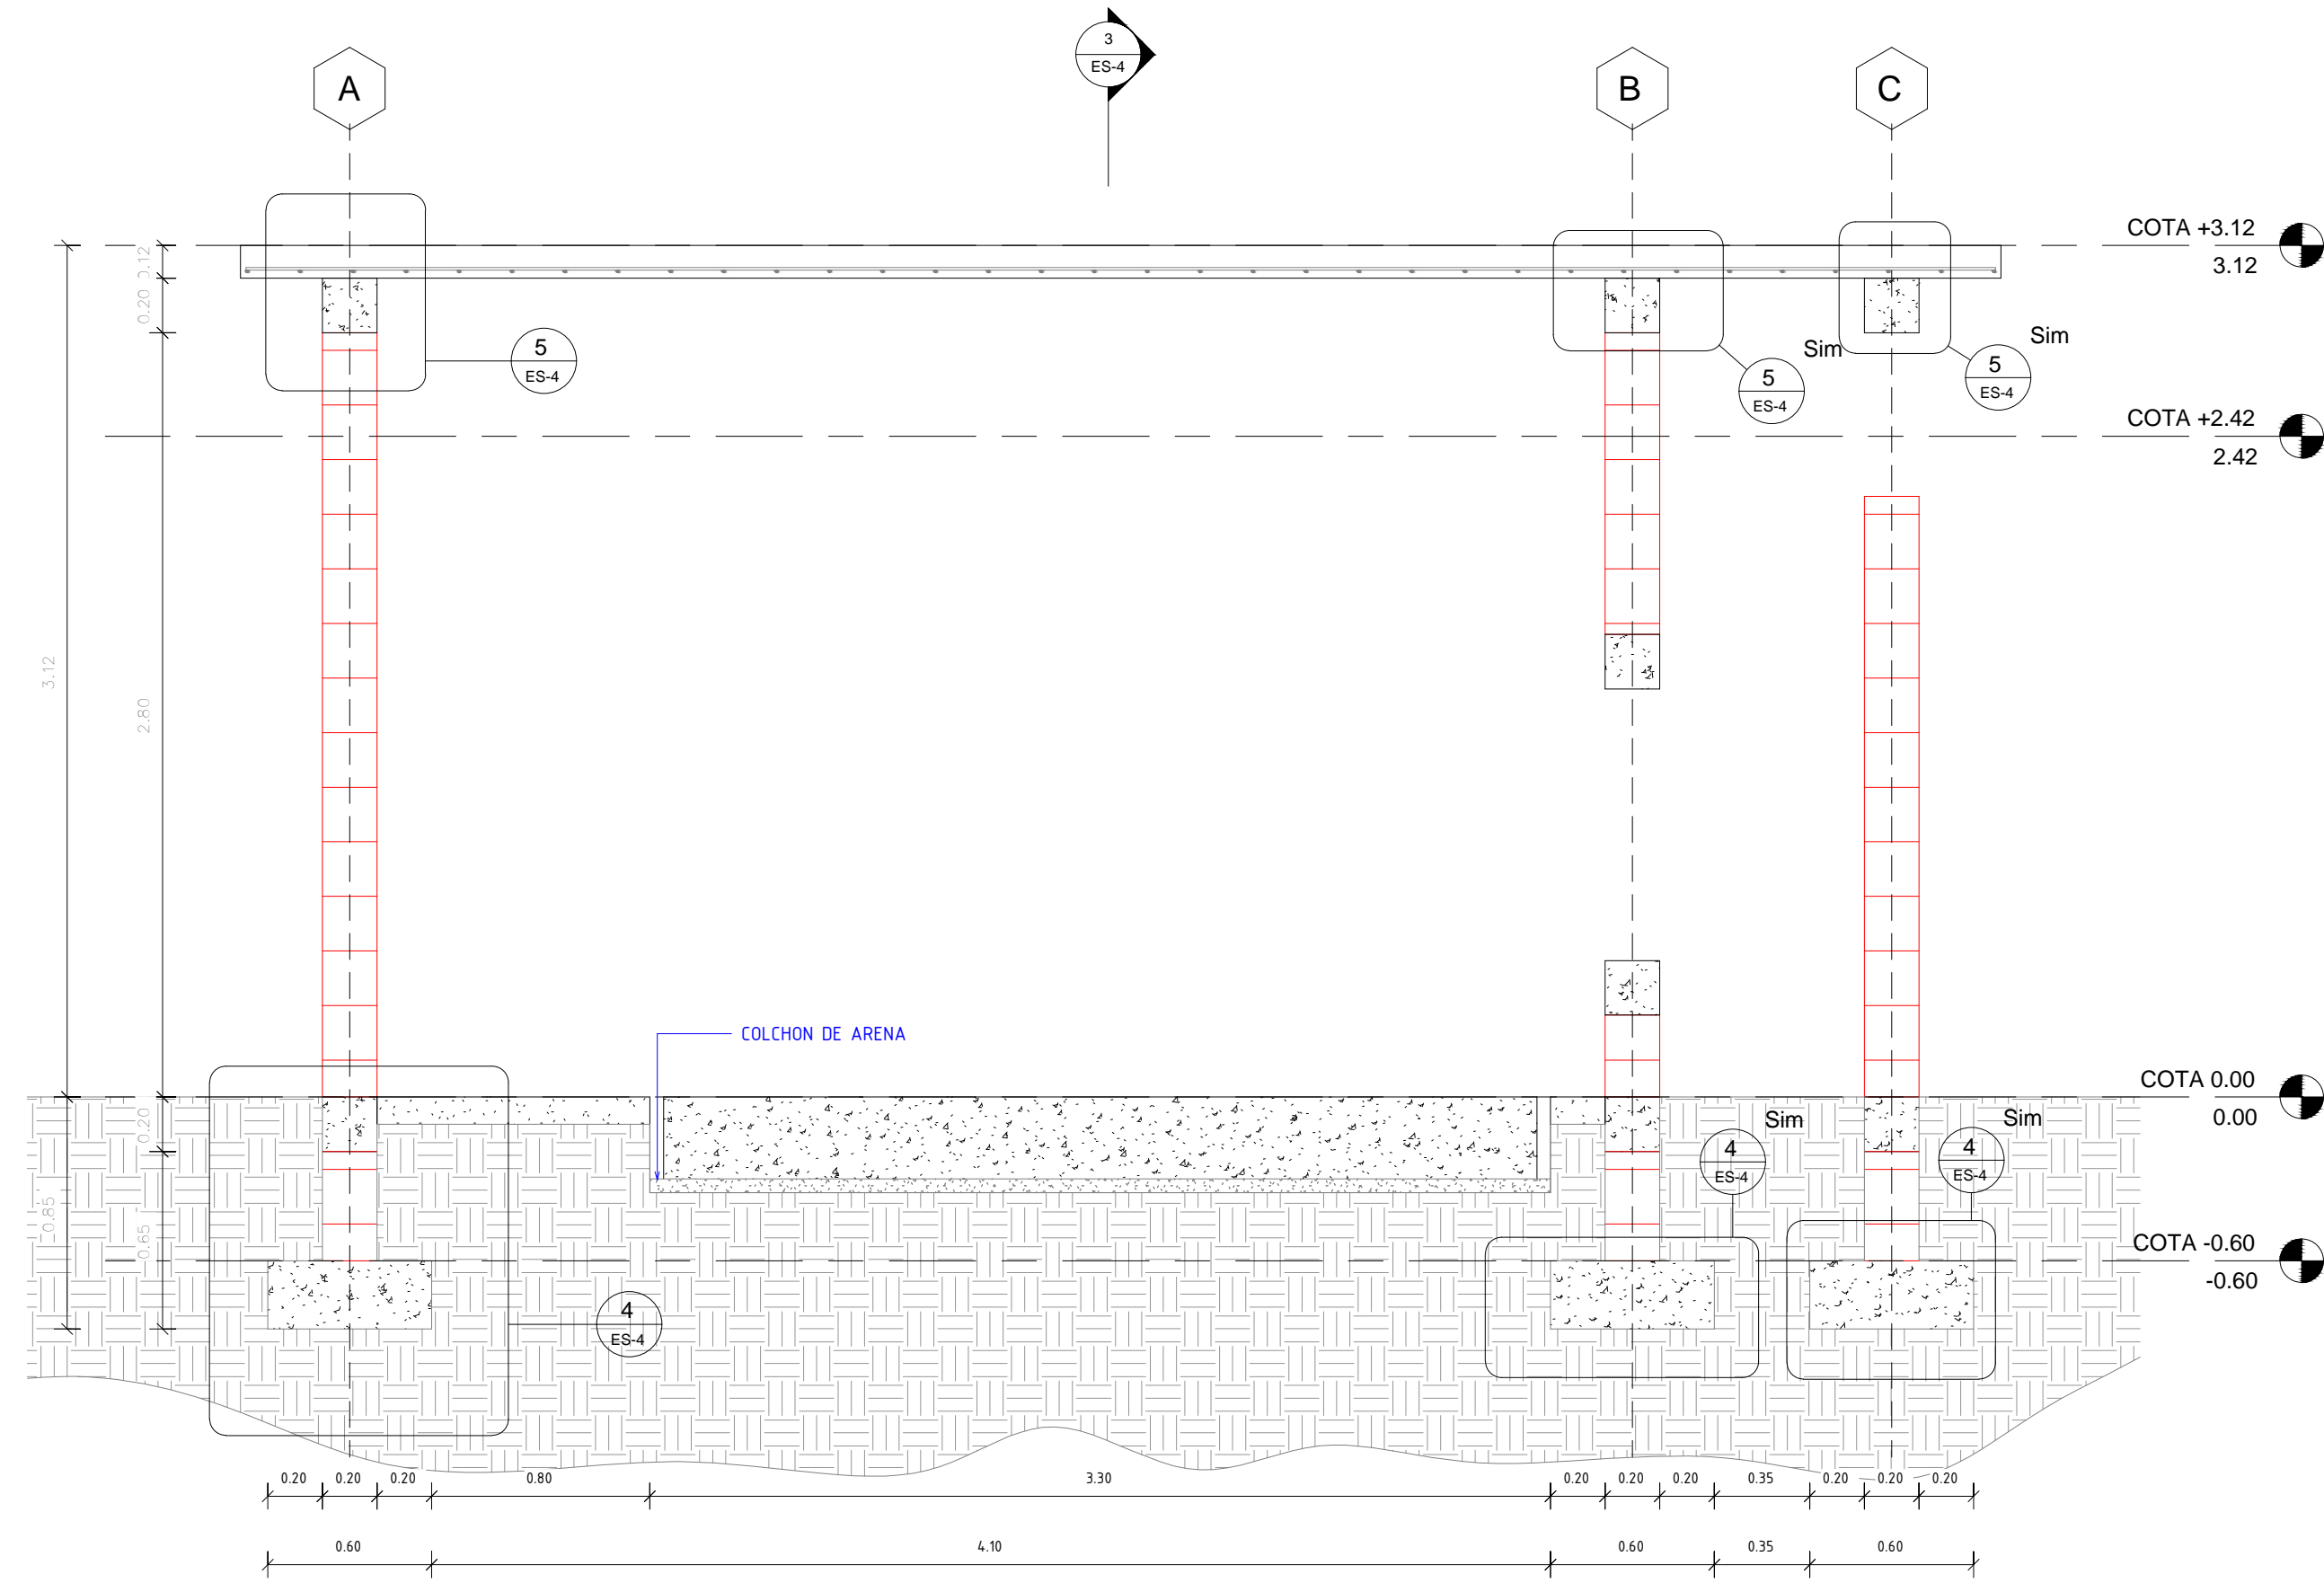 3
ES-4
A
B
C
COTA +3.12
3.12
0.12
0.20
Sim
Sim
5
ES-4
5
ES-4
5
ES-4
COTA +2.42
2.42
3.12
2.80
COLCHON DE ARENA
COTA 0.00
0.00
Sim
Sim
0.20
4
ES-4
4
ES-4
0.85
0.65
COTA -0.60
-0.60
4
ES-4
0.20 0.20 0.20 0.80 3.30 0.20 0.20 0.20 0.35 0.20 0.20 0.20
0.60 4.10 0.60 0.35 0.60